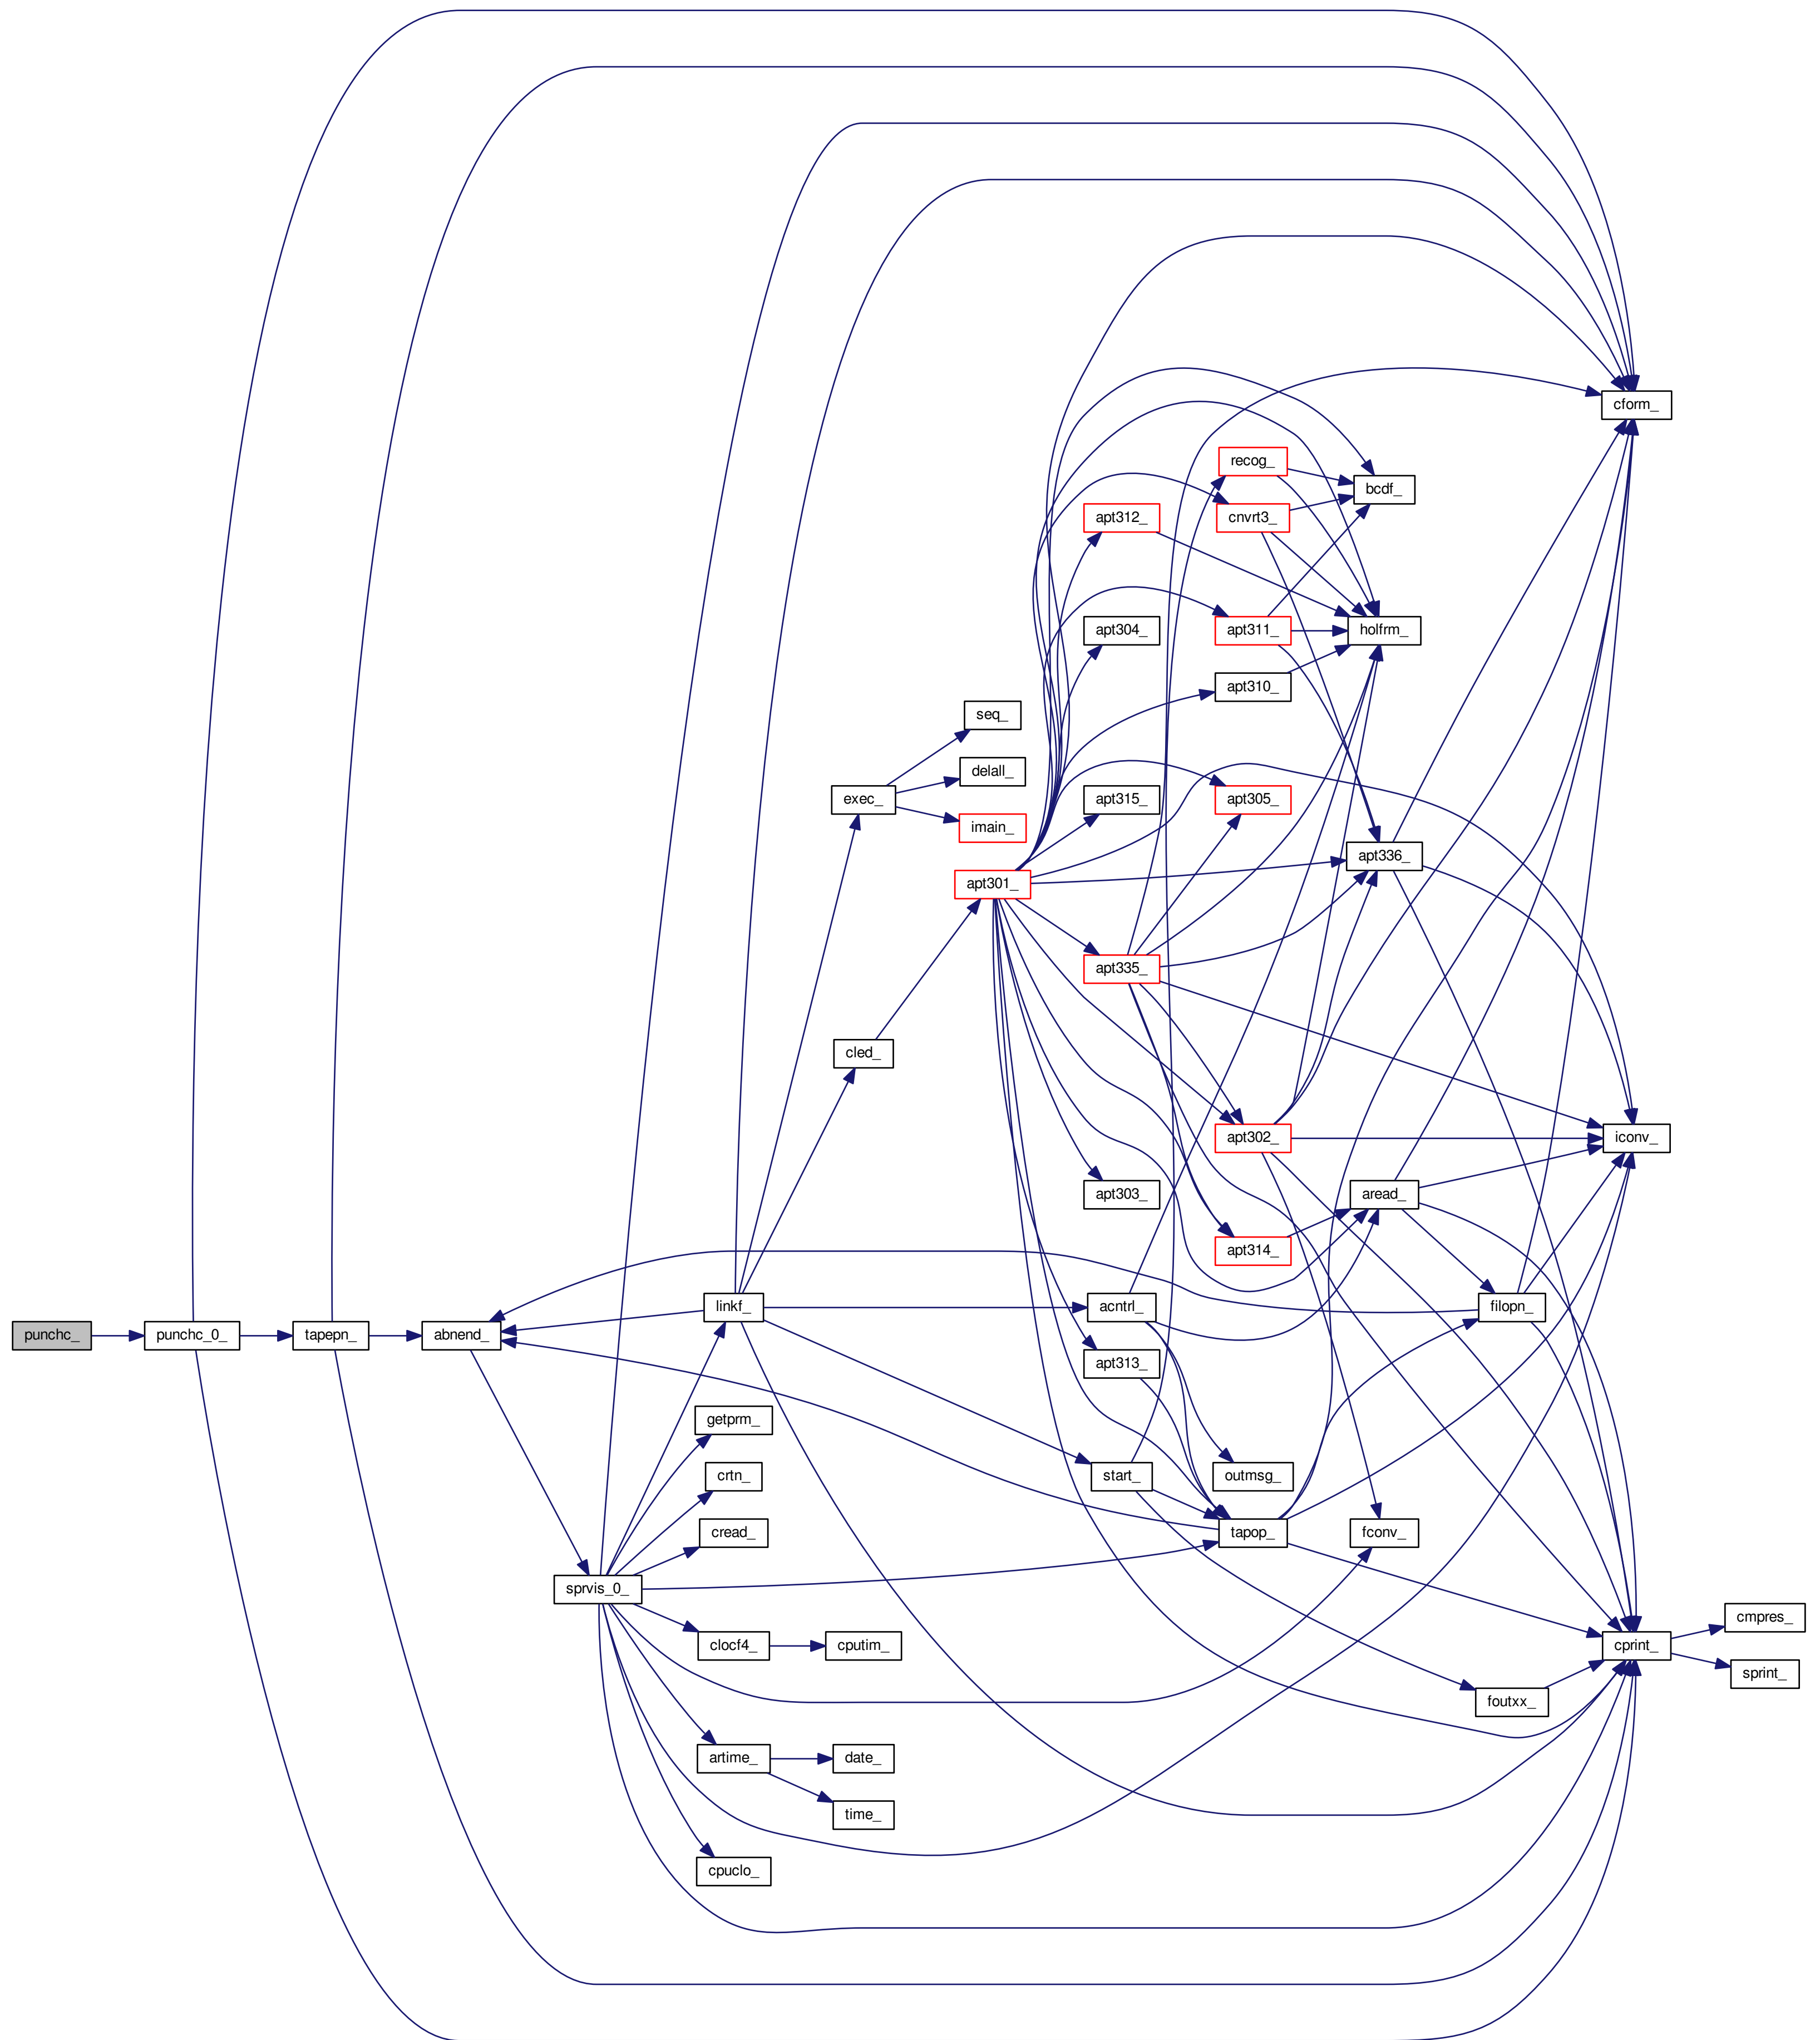 cform_
recog_
bcdf_
apt312_
cnvrt3_
apt304_
apt311_
holfrm_
apt310_
seq_
delall_
exec_
apt315_
apt305_
imain_
apt336_
apt301_
apt335_
cled_
apt302_
iconv_
apt303_
aread_
apt314_
linkf_
acntrl_
filopn_
punchc_
punchc_0_
tapepn_
abnend_
apt313_
getprm_
crtn_
start_
outmsg_
cread_
tapop_
fconv_
sprvis_0_
cmpres_
clocf4_
cputim_
cprint_
sprint_
foutxx_
artime_
date_
time_
cpuclo_